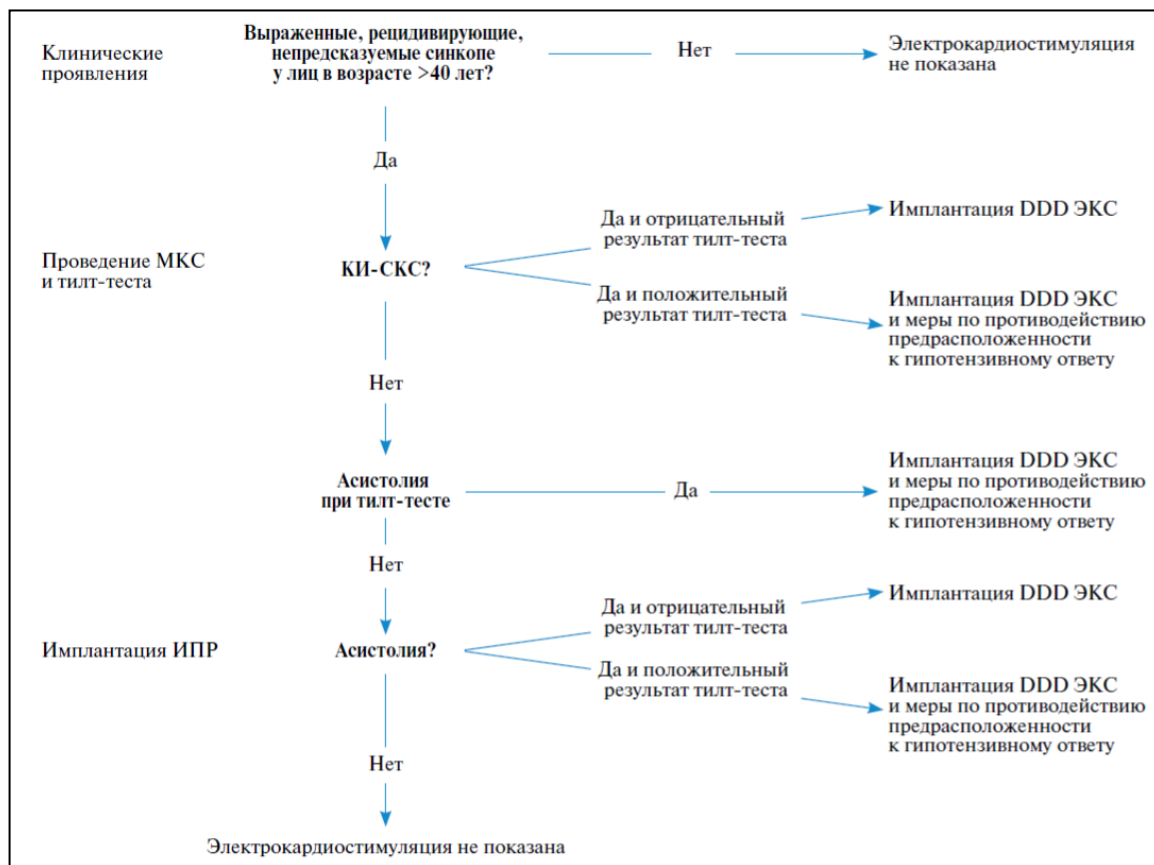 Клинические
проявления
Выраженные, рецидивирующие,
непредсказуемые синкопе
у лиц в возрасте >40 лет?
Нет
Электрокардиостимуляция
не показана
Да
Проведение МКС
и тилт-теста
КИ-СКС?
Да и отрицательный
результат тилт-теста
Имплантация DDD ЭКС
Да и положительный
результат тилт-теста
Имплантация DDD ЭКС
и меры по противодействию
предрасположенности
к гипотензивному ответу
Нет
Асистолия
при тилт-тесте
Да
Имплантация DDD ЭКС
и меры по противодействию
предрасположенности
к гипотензивному ответу
Нет
Имплантация ИПР
Асистолия?
Да и отрицательный
результат тилт-теста
Имплантация DDD ЭКС
Да и положительный
результат тилт-теста
Имплантация DDD ЭКС
и меры по противодействию
предрасположенности
к гипотензивному ответу
Нет
Электрокардиостимуляция не показана